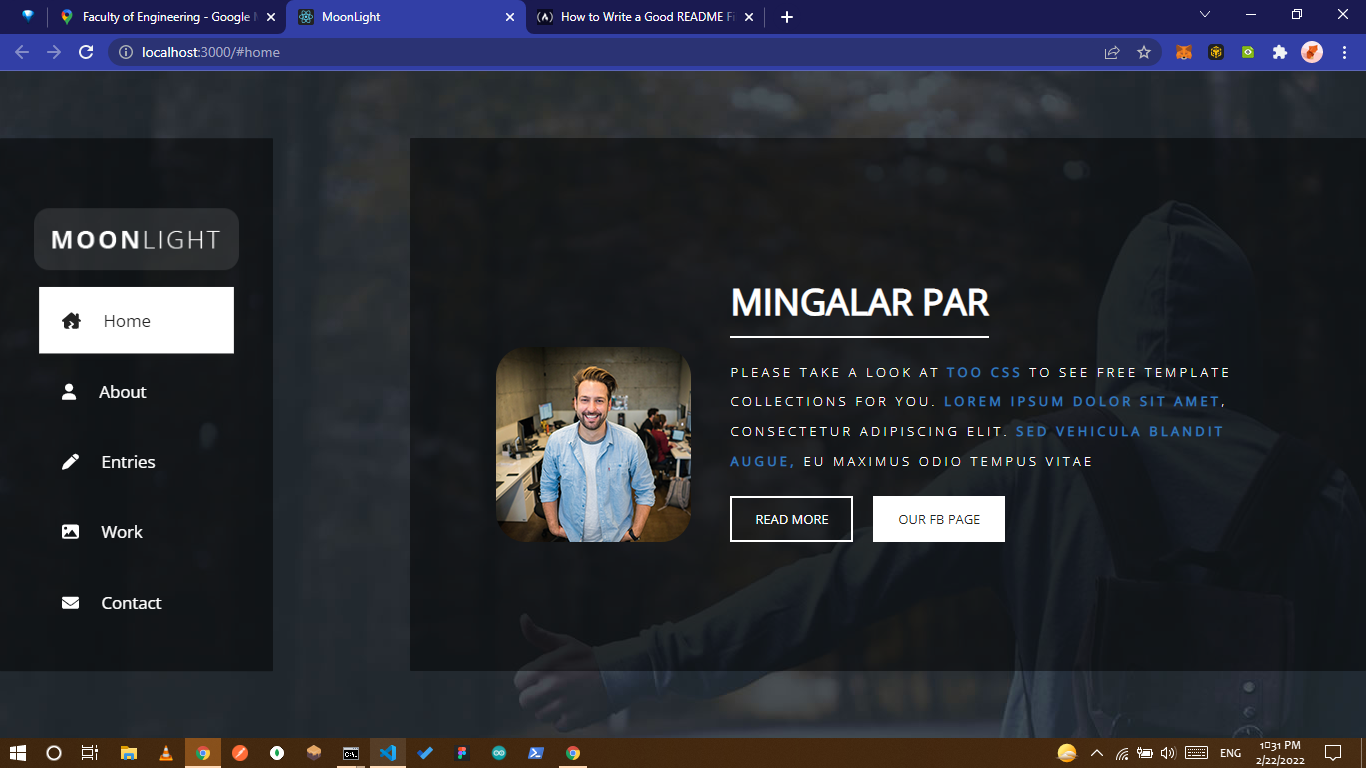 Faculty of Engineering - Google
MoonLight
How to Write a Good README Fi
localhost:3000/#home
MOONLIGHT
Home
About
Entries
Work
Contact
MINGALAR PAR
PLEASE TAKE A LOOK AT TOO CSS TO SEE FREE TEMPLATE
COLLECTIONS FOR YOU. LOREM IPSUM DOLOR SIT AMET,
CONSECTETUR ADIPISCING ELIT. SED VEHICULA BLANDIT
AUGUE, EU MAXIMUS ODIO TEMPUS VITAE
READ MORE
OUR FB PAGE
ENG
1▯31 PM
2/22/2022